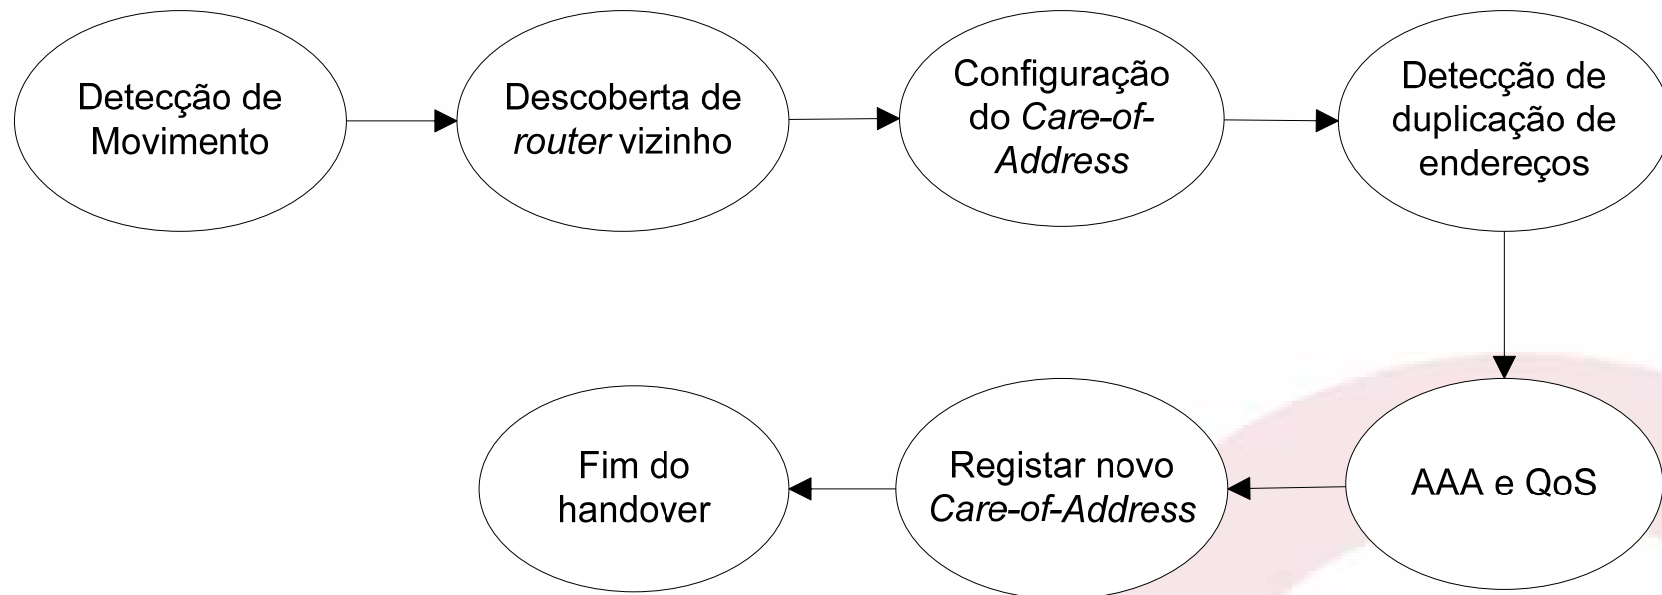 Detecção de
Movimento
Descoberta de
router vizinho
Configuração
do Care-of-
Address
Detecção de
duplicação de
endereços
AAA e QoS
Registar novo
Care-of-Address
Fim do
handover